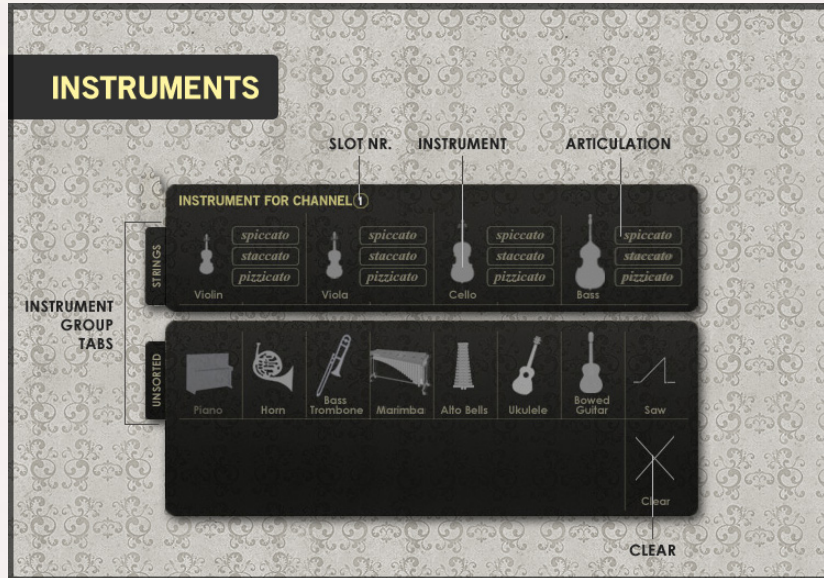 INSTRUMENTS
SLOT NR. INSTRUMENT ARTICULATION
INSTRUMENT FOR CHANNEL 1
STRINGS
spiccato spiccato spiccato spiccato
staccato staccato staccato staccato
pizzicato pizzicato pizzicato pizzicato
Violin Viola Cello Bass
INSTRUMENT
GROUP
TABS
UNSORTED
Piano Horn Bass Trombone Marimba Alto Bells Ukulele Bowed Guitar Saw
Clear
CLEAR